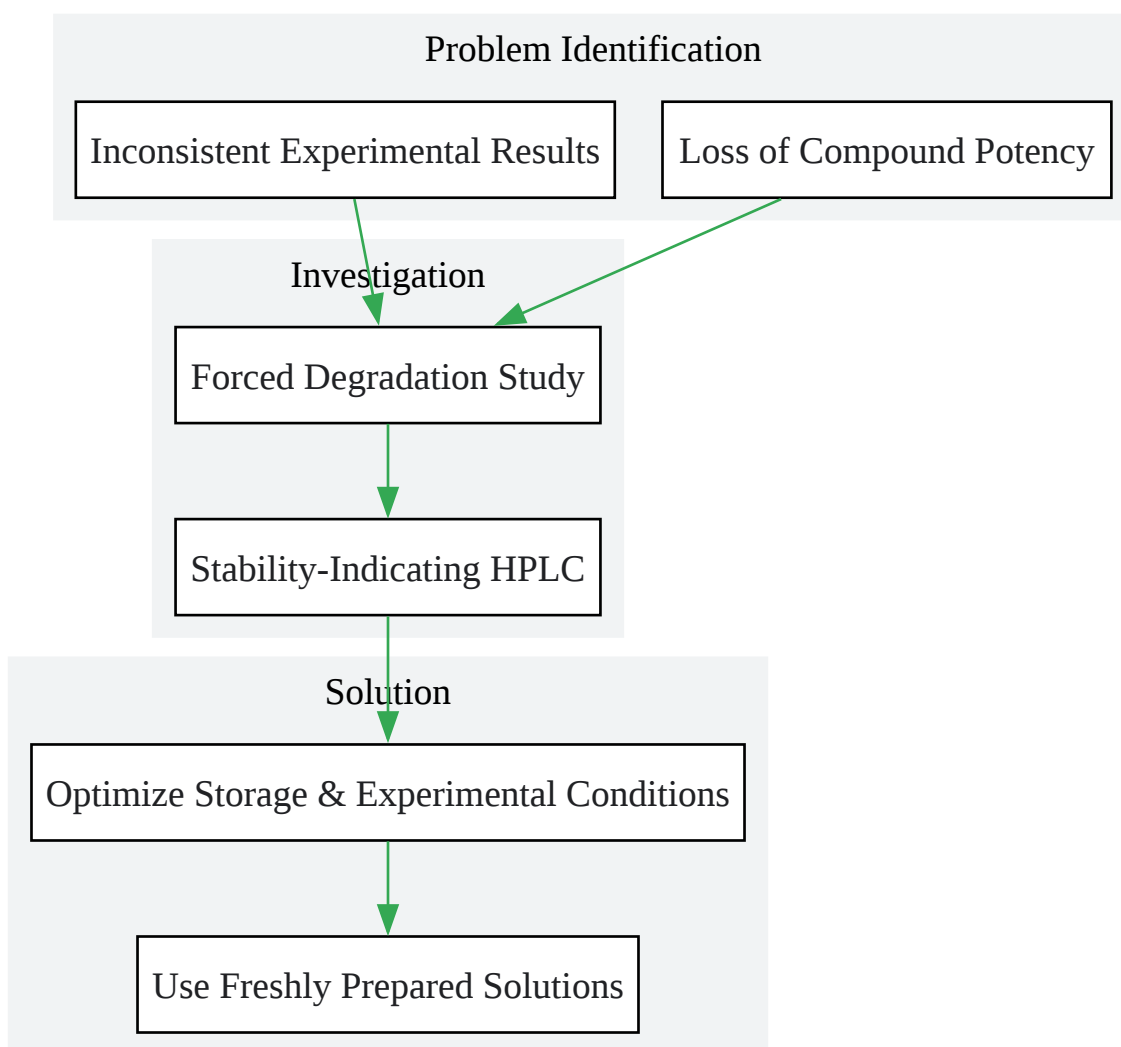 Problem Identification
Inconsistent Experimental Results
Loss of Compound Potency
Investigation
Forced Degradation Study
Stability-Indicating HPLC
Solution
Optimize Storage & Experimental Conditions
Use Freshly Prepared Solutions